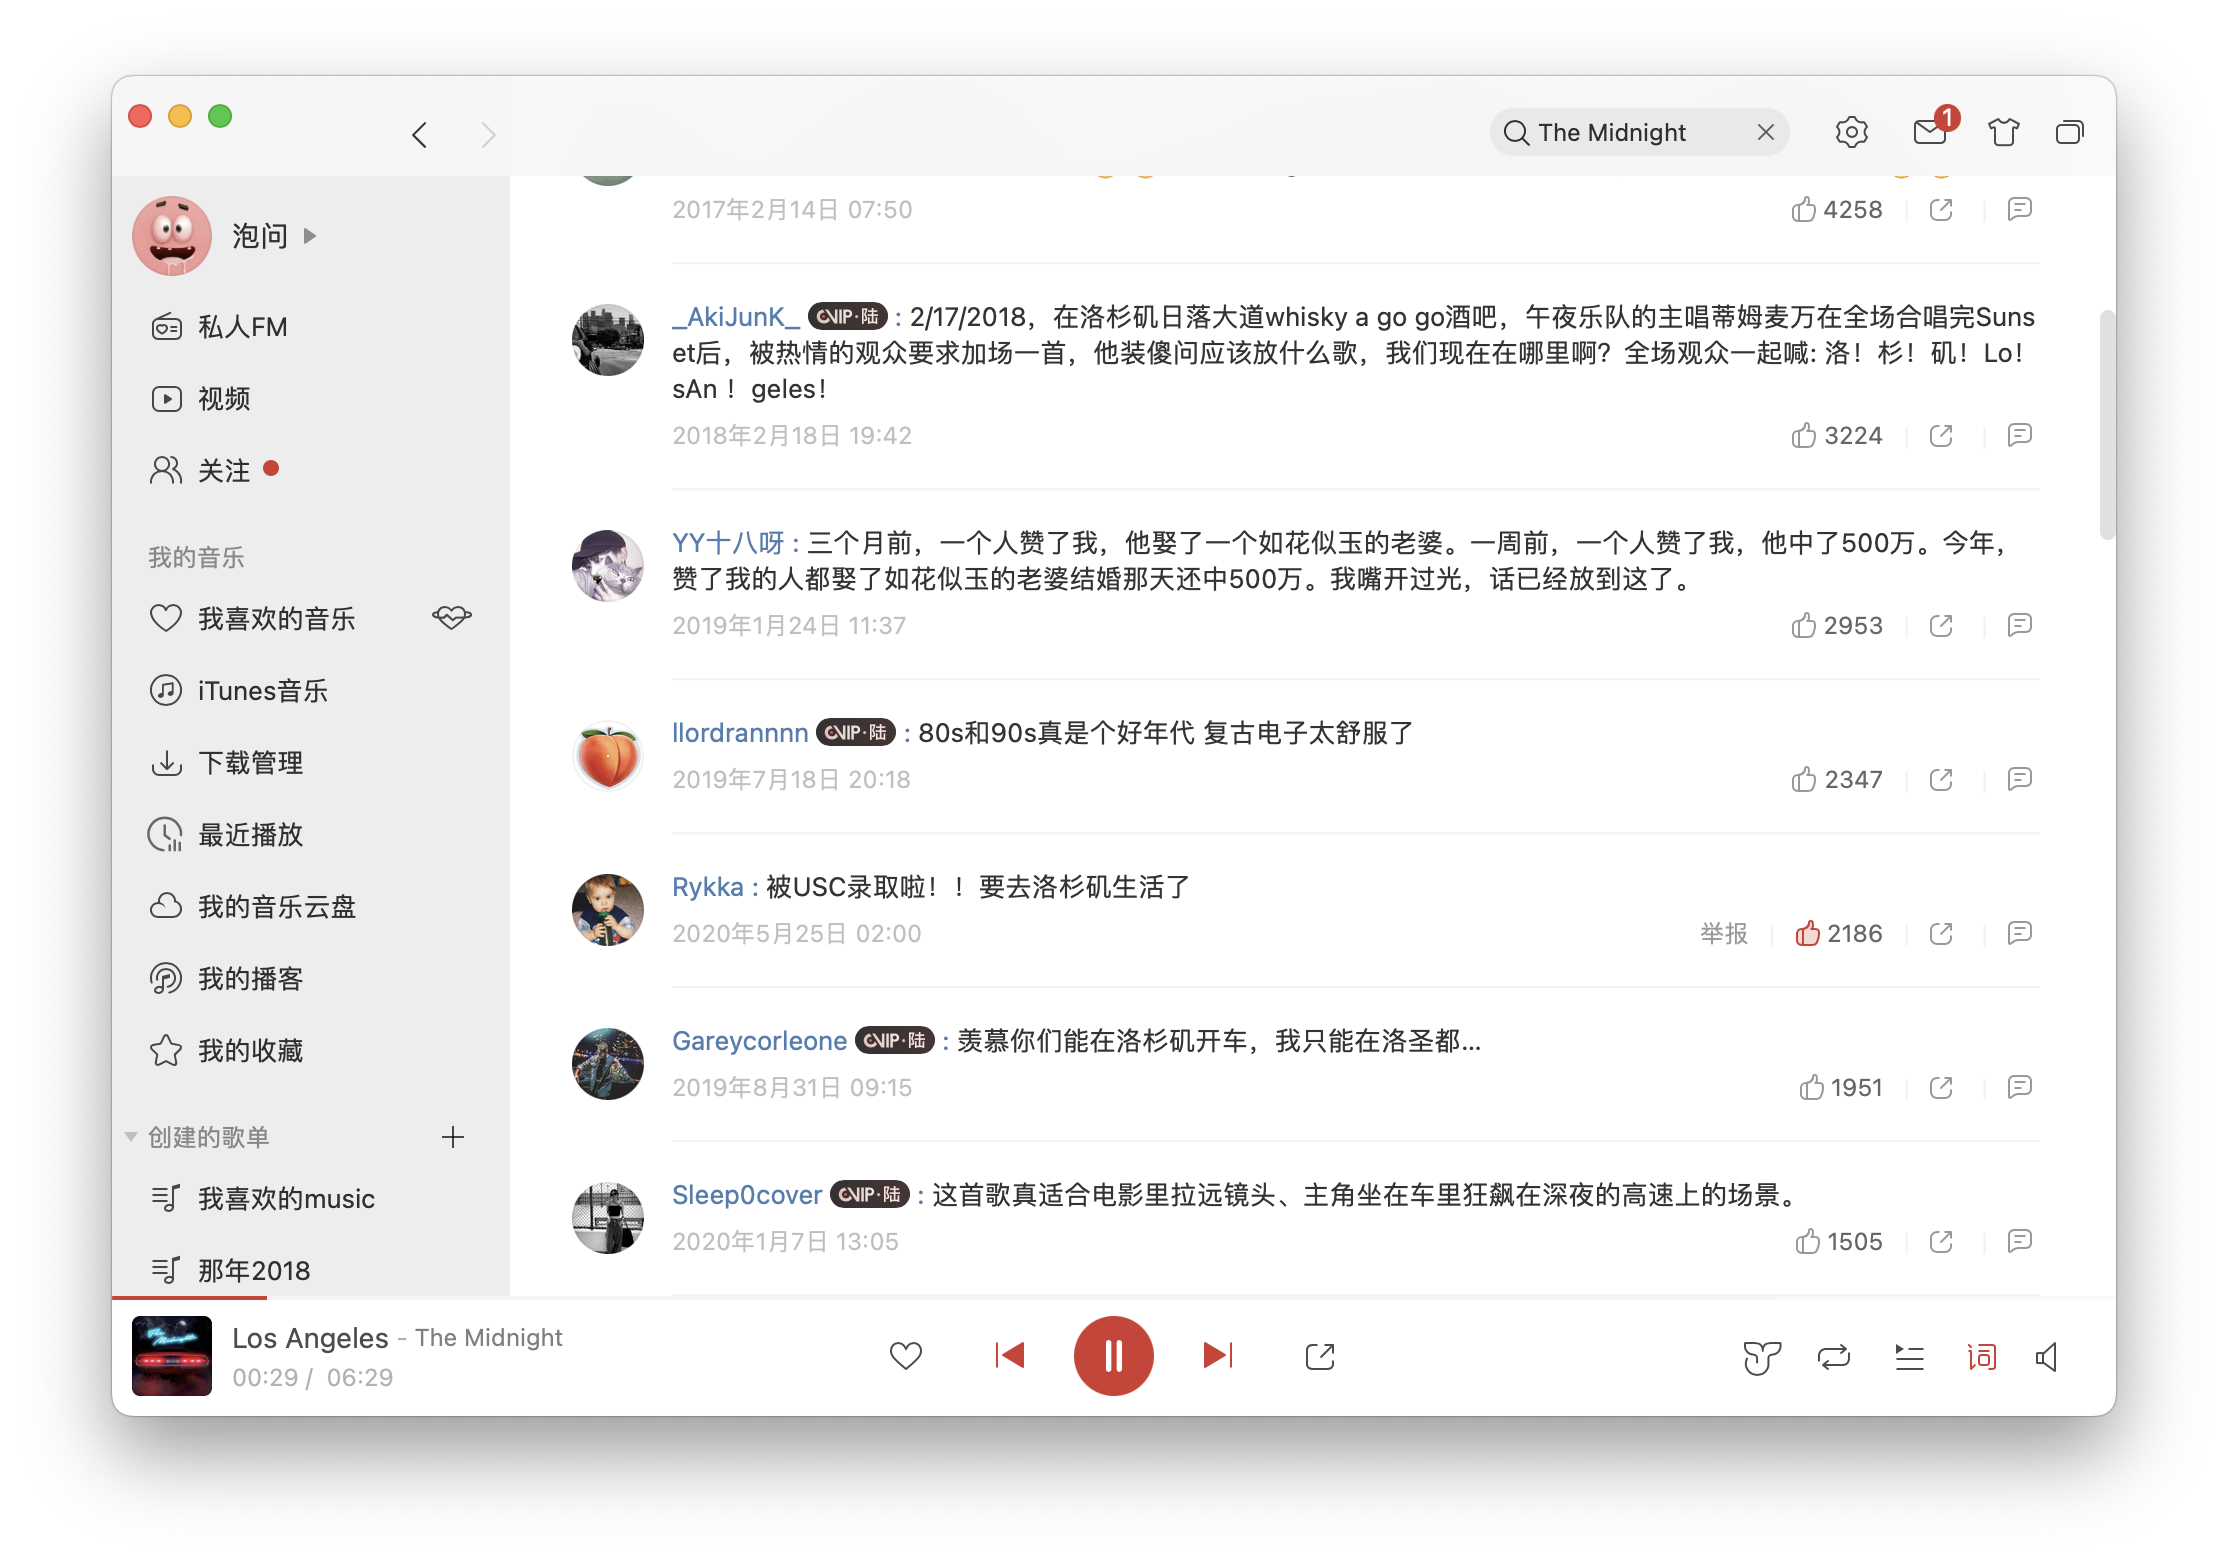 The Midnight
1
泡问
私人FM
视频
关注
我的音乐
我喜欢的音乐
iTunes音乐
下载管理
最近播放
我的音乐云盘
我的播客
我的收藏
创建的歌单
我喜欢的music
那年2018
2017年2月14日 07:50
4258
_AkiJunK_ VIP·陆 : 2/17/2018，在洛杉矶日落大道whisky a go go酒吧，午夜乐队的主唱蒂姆麦万在全场合唱完Suns
et后，被热情的观众要求加场一首，他装傻问应该放什么歌，我们现在在哪里啊？全场观众一起喊: 洛！杉！矶！Lo！
sAn ！geles！
2018年2月18日 19:42
3224
YY十八呀 : 三个月前，一个人赞了我，他娶了一个如花似玉的老婆。一周前，一个人赞了我，他中了500万。今年，
赞了我的人都娶了如花似玉的老婆结婚那天还中500万。我嘴开过光，话已经放到这了。
2019年1月24日 11:37
2953
llordrannnn VIP·陆 : 80s和90s真是个好年代 复古电子太舒服了
2019年7月18日 20:18
2347
Rykka : 被USC录取啦！！要去洛杉矶生活了
2020年5月25日 02:00
举报
2186
Gareycorleone VIP·陆 : 羡慕你们能在洛杉矶开车，我只能在洛圣都...
2019年8月31日 09:15
1951
Sleep0cover VIP·陆 : 这首歌真适合电影里拉远镜头、主角坐在车里狂飙在深夜的高速上的场景。
2020年1月7日 13:05
1505
Los Angeles - The Midnight
00:29 / 06:29
词